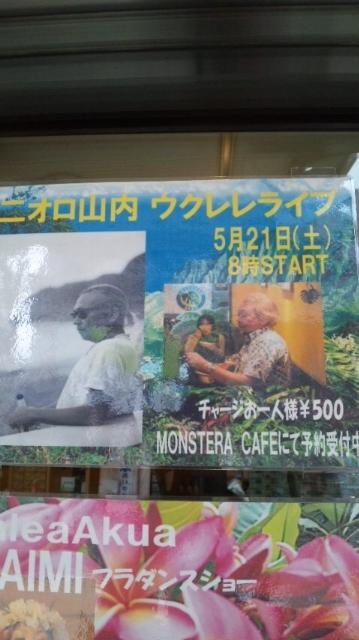 ニオロ山内 ウクレレライブ
5月21日(土)
8時START
チャージお一人様¥500
MONSTERA CAFEにて予約受付中
leaAkua
AIMI フラダンスショー